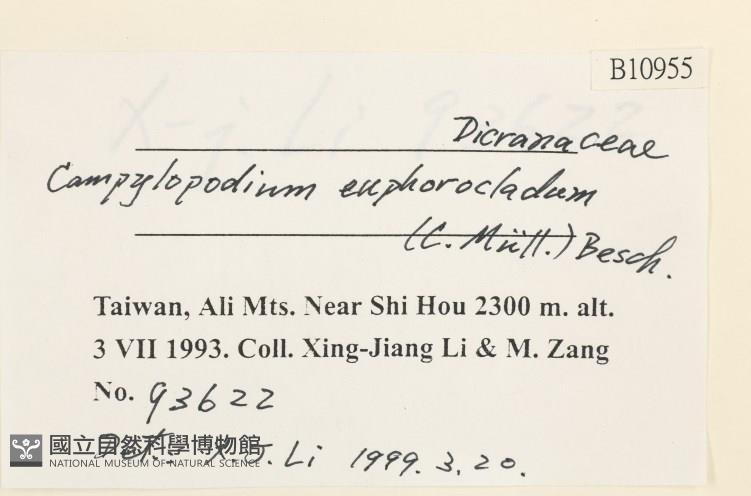 B10955
Dicranaceae
Campylopodium euphorocladum
(C. Müll.) Besch.
Taiwan, Ali Mts. Near Shi Hou 2300 m. alt.
3 VII 1993. Coll. Xing-Jiang Li & M. Zang
No. 93622
Det. X.J. Li 1999. 3. 20.
國立自然科學博物館
NATIONAL MUSEUM OF NATURAL SCIENCE